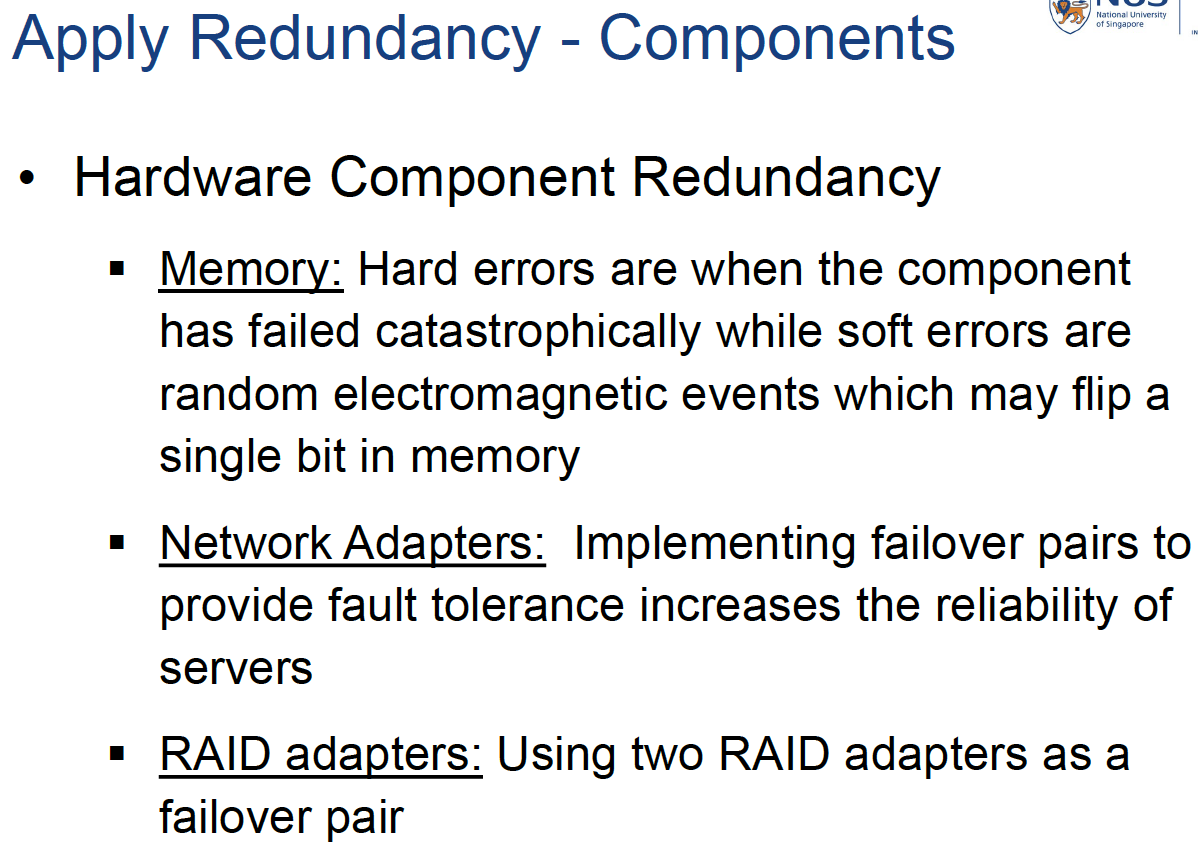 Apply Redundancy - Components
NUS
National University
of Singapore
IN
• Hardware Component Redundancy
▪ Memory: Hard errors are when the component
has failed catastrophically while soft errors are
random electromagnetic events which may flip a
single bit in memory
▪ Network Adapters: Implementing failover pairs to
provide fault tolerance increases the reliability of
servers
▪ RAID adapters: Using two RAID adapters as a
failover pair